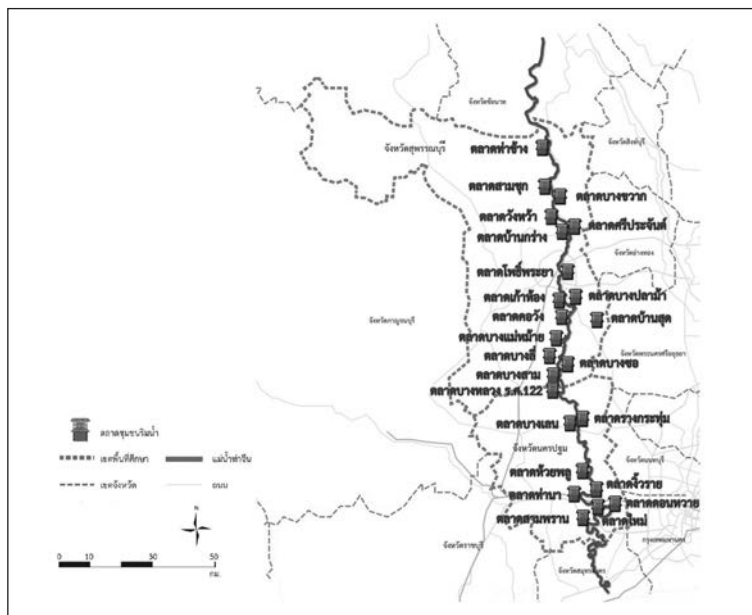 จังหวัดชัยนาท
จังหวัดสุพรรณบุรี
จังหวัดสิงห์บุรี
ตลาดท่าช้าง
ตลาดสามชุก
ตลาดบางขวาก
ตลาดวังหว้า
ตลาดศรีประจันต์
ตลาดบ้านกร่าง
จังหวัดอ่างทอง
ตลาดโพธิ์พระยา
ตลาดเก้าห้อง
ตลาดบางปลาม้า
ตลาดคอวัง
ตลาดบ้านสุด
จังหวัดกาญจนบุรี
ตลาดบางแม่หม้าย
ตลาดบางสี่
จังหวัดพระนครศรีอยุธยา
ตลาดบางซอ
ตลาดบางสาม
ตลาดบางหลวง ร.ศ.122
ตลาดรางกระทุ่ม
ตลาดบางเลน
จังหวัดนครปฐม
จังหวัดนนทบุรี
ตลาดห้วยพลู
ตลาดงิ้วราย
ตลาดท่านา
ตลาดดอนหวาย
ตลาดสามพราน
ตลาดใหม่
กรุงเทพมหานคร
จังหวัดราชบุรี
จังหวัดสมุทรสาคร
ตลาดชุมชนริมน้ำ
เขตพื้นที่ศึกษา
แม่น้ำท่าจีน
เขตจังหวัด
ถนน
N
0 10 20 30 50
กม.